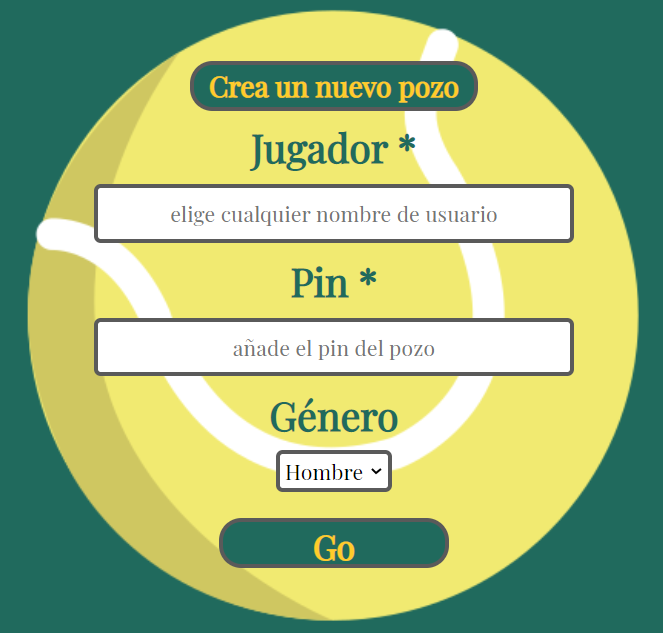 Crea un nuevo pozo
Jugador *
elige cualquier nombre de usuario
Pin *
añade el pin del pozo
Género
Hombre
Go